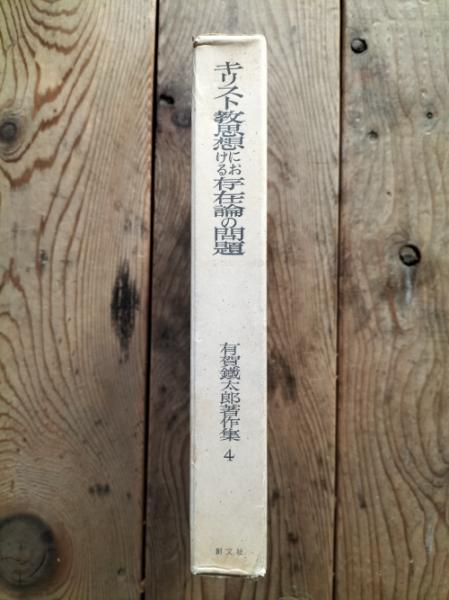 キリスト教思想における存在論の問題
有賀鐵太郎著作集 4
創文社